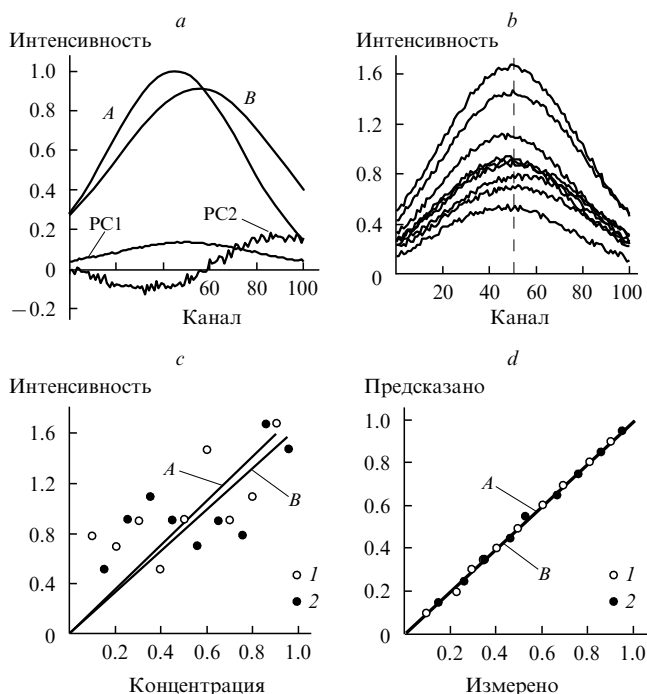 a
Интенсивность
1.0
0.8
0.6
0.4
0.2
0
−0.2
A
B
PC1
PC2
60
80
100
Канал
b
Интенсивность
1.6
1.2
0.8
0.4
0
20
40
60
80
100
Канал
c
Интенсивность
1.6
1.2
0.8
0.4
0
A
B
1
2
0.2
0.4
0.6
0.8
1.0
Концентрация
d
Предсказано
1.0
0.8
0.6
0.4
0.2
0
A
B
1
2
0.2
0.4
0.6
0.8
1.0
Измерено